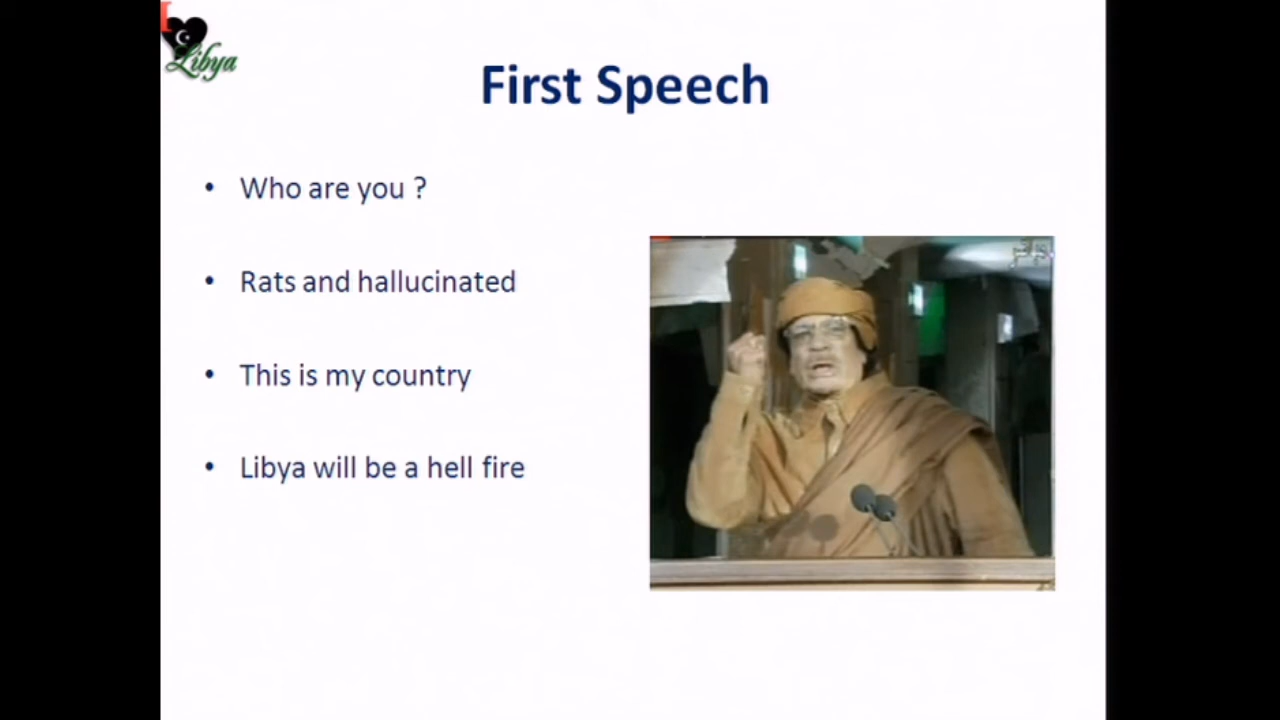 I
Libya
First Speech
• Who are you ?
• Rats and hallucinated
• This is my country
• Libya will be a hell fire